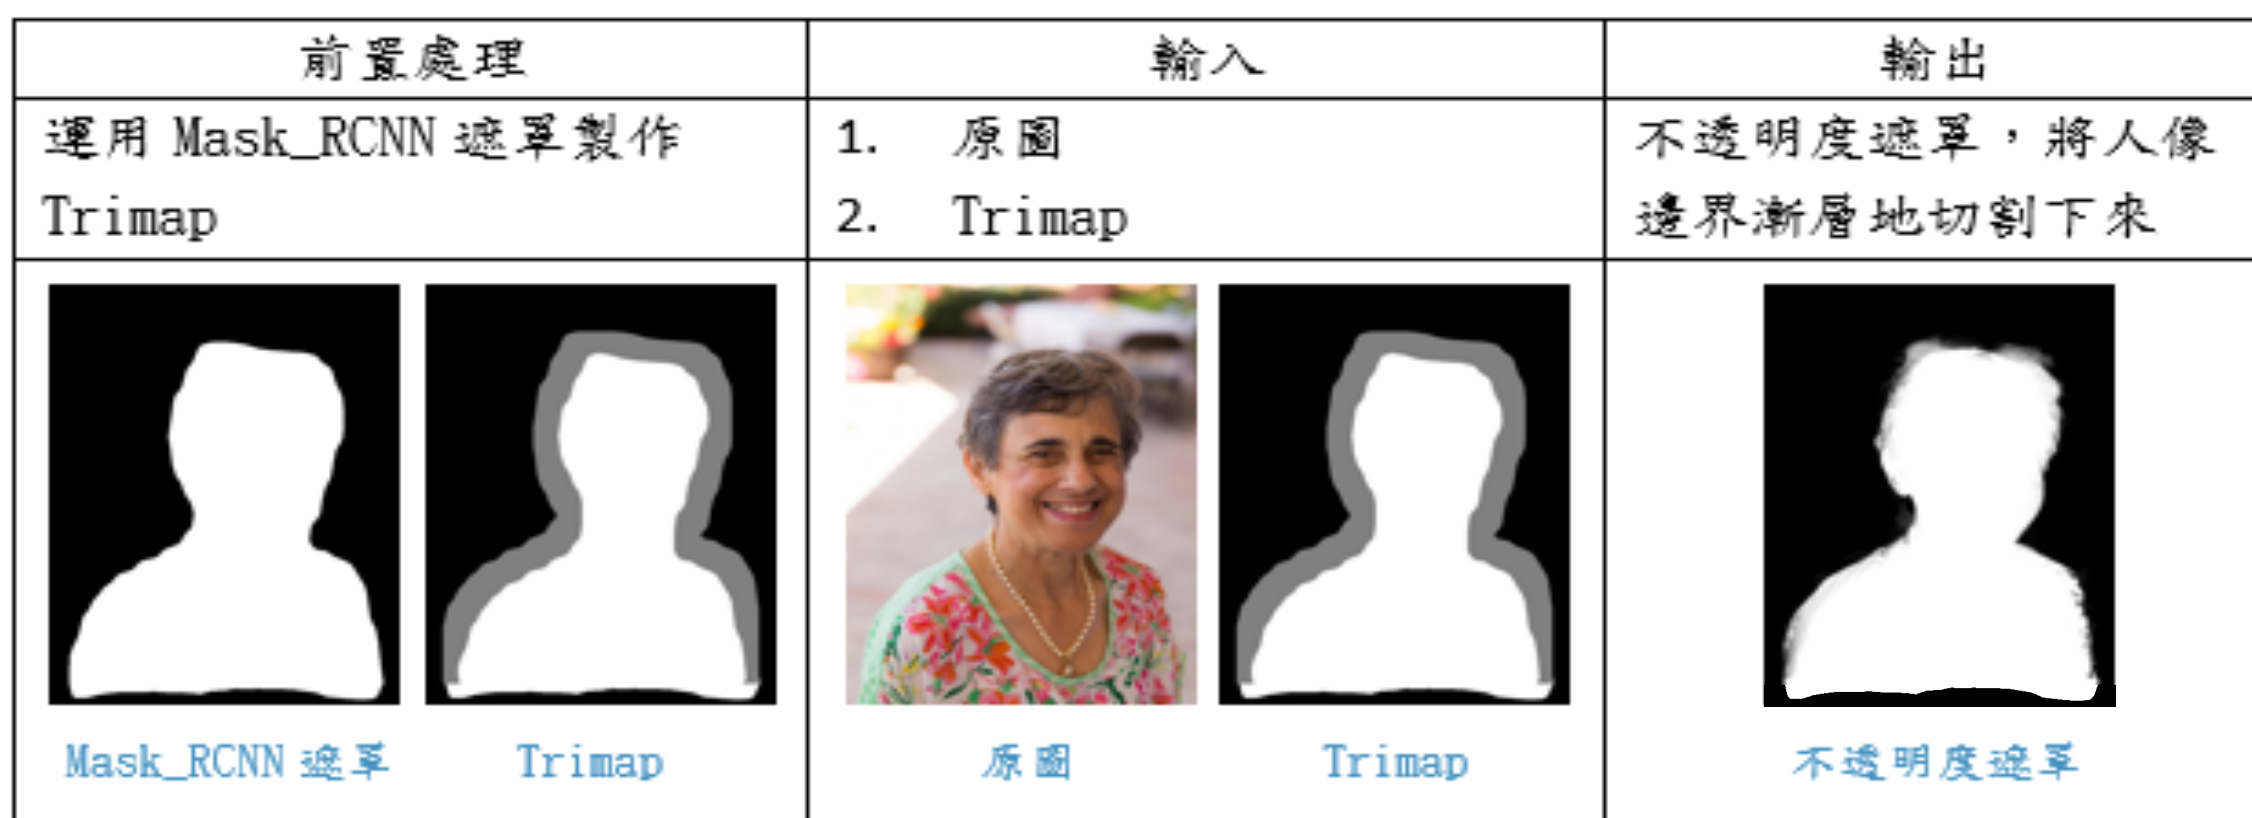 前置處理
輸入
輸出
運用 Mask_RCNN 遮罩製作
Trimap
1. 原圖
2. Trimap
不透明度遮罩，將人像
邊界漸層地切割下來
Mask_RCNN 遮罩
Trimap
原圖
Trimap
不透明度遮罩